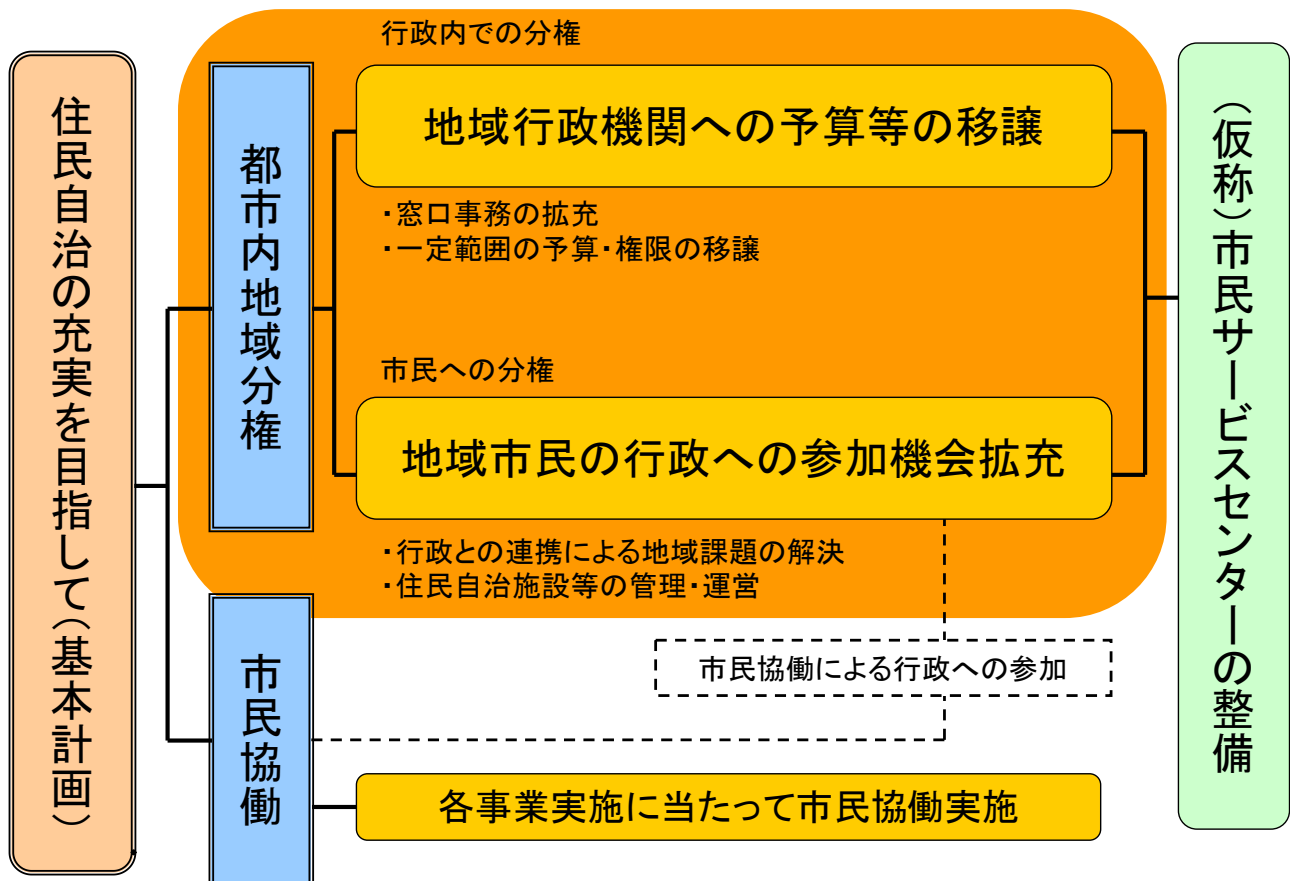 住民自治の充実を目指して（基本計画）
都市内地域分権
行政内での分権
地域行政機関への予算等の移譲
・窓口事務の拡充
・一定範囲の予算・権限の移譲
市民への分権
地域市民の行政への参加機会拡充
・行政との連携による地域課題の解決
・住民自治施設等の管理・運営
市民協働による行政への参加
市民協働
各事業実施に当たって市民協働実施
（仮称）市民サービスセンターの整備